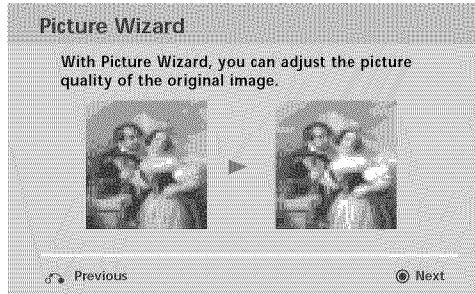 Picture Wizard
With Picture Wizard, you can adjust the picture
quality of the original image.
Previous
Next